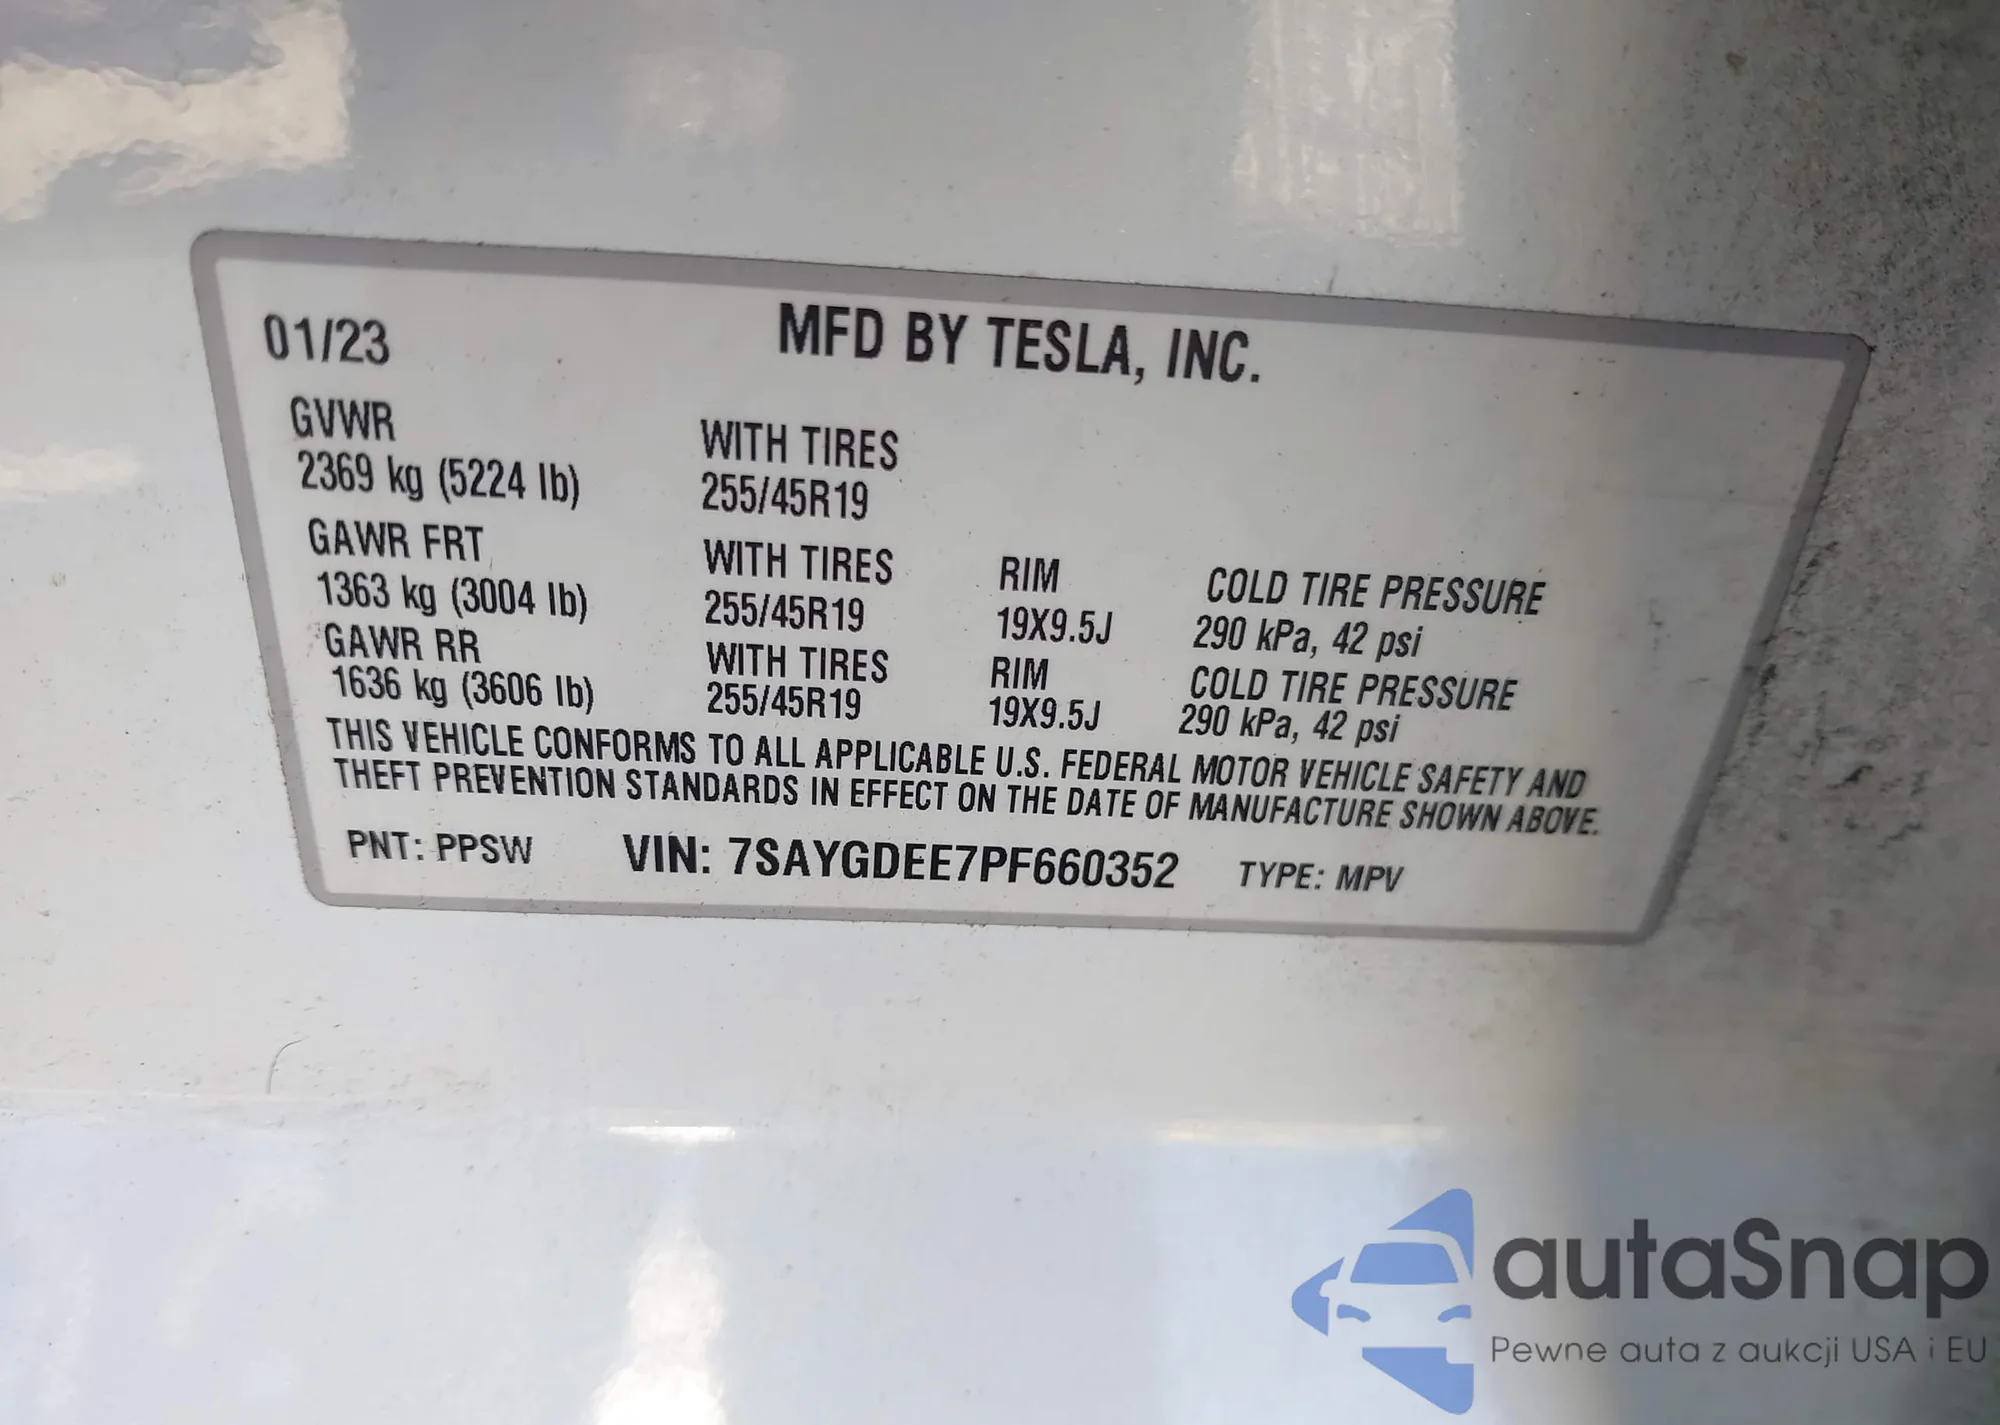 01/23 MFD BY TESLA, INC.
GVWR WITH TIRES
2369 kg (5224 lb) 255/45R19
GAWR FRT WITH TIRES RIM COLD TIRE PRESSURE
1363 kg (3004 lb) 255/45R19 19X9.5J 290 kPa, 42 psi
GAWR RR WITH TIRES RIM COLD TIRE PRESSURE
1636 kg (3606 lb) 255/45R19 19X9.5J 290 kPa, 42 psi
THIS VEHICLE CONFORMS TO ALL APPLICABLE U.S. FEDERAL MOTOR VEHICLE SAFETY AND
THEFT PREVENTION STANDARDS IN EFFECT ON THE DATE OF MANUFACTURE SHOWN ABOVE.
PNT: PPSW VIN: 7SAYGDEE7PF660352 TYPE: MPV
autaSnap
Pewne auta z aukcji USA i EU